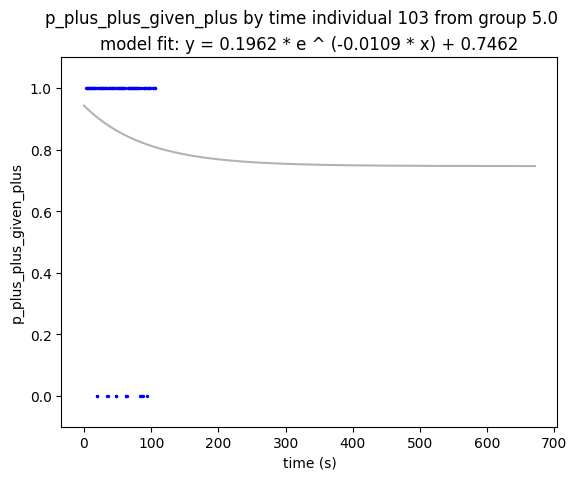 p_plus_plus_given_plus by time individual 103 from group 5.0
model fit: y = 0.1962 * e ^ (-0.0109 * x) + 0.7462
p_plus_plus_given_plus
1.0
0.8
0.6
0.4
0.2
0.0
0 100 200 300 400 500 600 700
time (s)